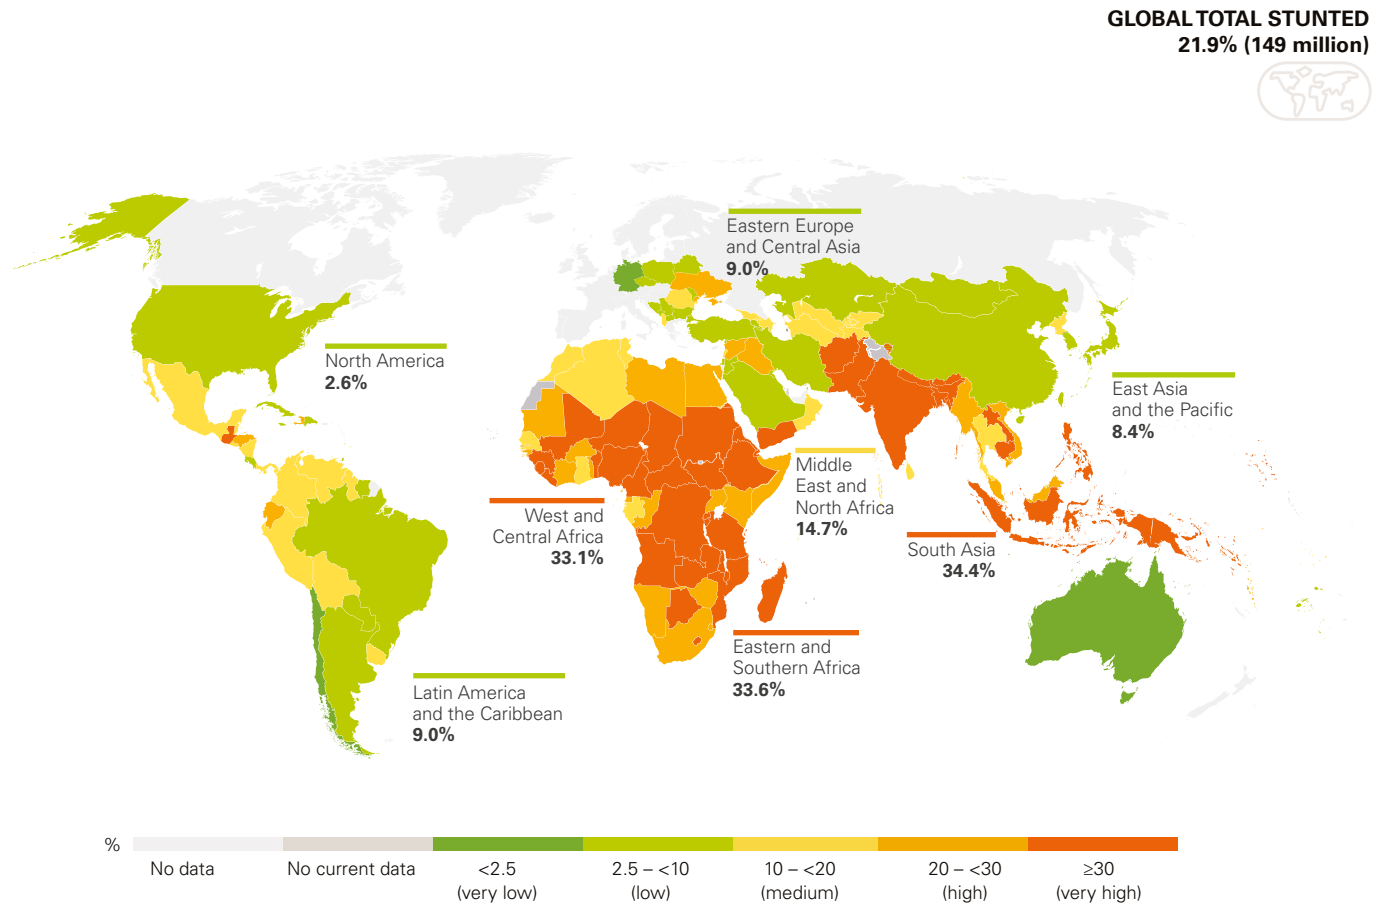 GLOBAL TOTAL STUNTED
21.9% (149 million)
Eastern Europe
and Central Asia
9.0%
North America
2.6%
East Asia
and the Pacific
8.4%
Middle
East and
North Africa
14.7%
West and
Central Africa
33.1%
South Asia
34.4%
Eastern and
Southern Africa
33.6%
Latin America
and the Caribbean
9.0%
%
No data
No current data
<2.5
(very low)
2.5 – <10
(low)
10 – <20
(medium)
20 – <30
(high)
≥30
(very high)